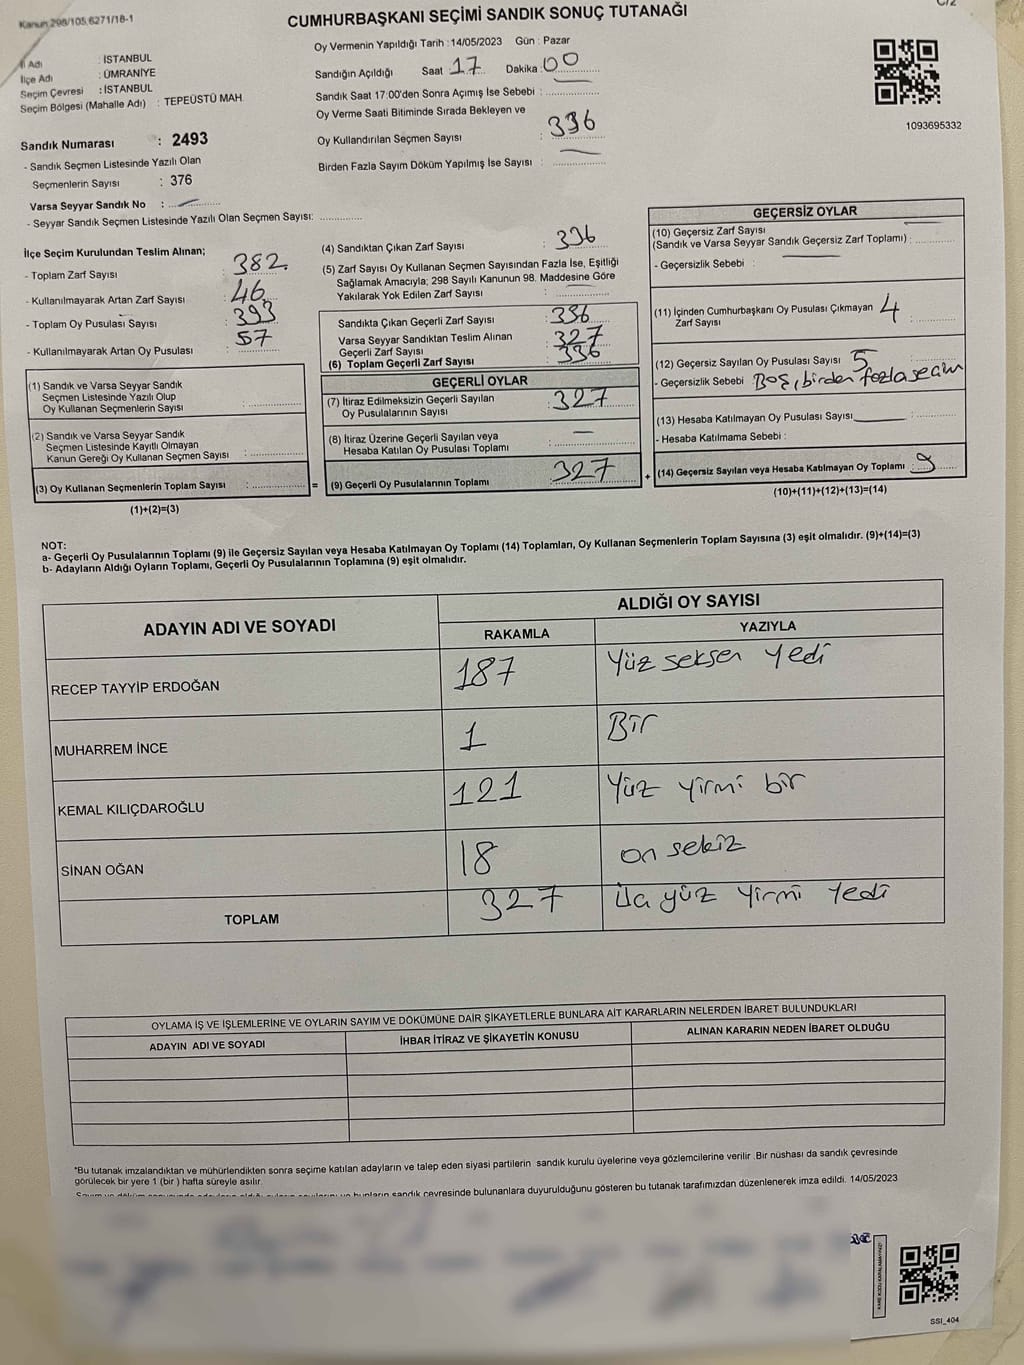 Kanun 298/105,6271/18-1
CUMHURBAŞKANI SEÇİMİ SANDIK SONUÇ TUTANAĞI
İl Adı : İSTANBUL
İlçe Adı : ÜMRANİYE
Seçim Çevresi : İSTANBUL
Seçim Bölgesi (Mahalle Adı) : TEPEÜSTÜ MAH.
Oy Vermenin Yapıldığı Tarih : 14/05/2023 Gün : Pazar
Sandığın Açıldığı Saat 17 Dakika : 00
Sandık Saat 17:00'den Sonra Açımış İse Sebebi :
Oy Verme Saati Bitiminde Sırada Bekleyen ve
Oy Kullandırılan Seçmen Sayısı : 336
Birden Fazla Sayım Döküm Yapılmış İse Sayısı :
1093695332
Sandık Numarası : 2493
- Sandık Seçmen Listesinde Yazılı Olan
Seçmenlerin Sayısı : 376
Varsa Seyyar Sandık No :
- Seyyar Sandık Seçmen Listesinde Yazılı Olan Seçmen Sayısı:
İlçe Seçim Kurulundan Teslim Alınan;
- Toplam Zarf Sayısı : 382
- Kullanılmayarak Artan Zarf Sayısı : 46
- Toplam Oy Pusulası Sayısı : 393
- Kullanılmayarak Artan Oy Pusulası : 57
(1) Sandık ve Varsa Seyyar Sandık
Seçmen Listesinde Yazılı Olup
Oy Kullanan Seçmenlerin Sayısı :
(2) Sandık ve Varsa Seyyar Sandık
Seçmen Listesinde Kayıtlı Olmayan
Kanun Gereği Oy Kullanan Seçmen Sayısı :
(3) Oy Kullanan Seçmenlerin Toplam Sayısı : =
(1)+(2)=(3)
(4) Sandıktan Çıkan Zarf Sayısı : 336
(5) Zarf Sayısı Oy Kullanan Seçmen Sayısından Fazla İse, Eşitliği
Sağlamak Amacıyla; 298 Sayılı Kanunun 98. Maddesine Göre
Yakılarak Yok Edilen Zarf Sayısı :
Sandıkta Çıkan Geçerli Zarf Sayısı : 336
Varsa Seyyar Sandıktan Teslim Alınan
Geçerli Zarf Sayısı : 327
(6) Toplam Geçerli Zarf Sayısı : 336
GEÇERLİ OYLAR
(7) İtiraz Edilmeksizin Geçerli Sayılan
Oy Pusulalarının Sayısı : 327
(8) İtiraz Üzerine Geçerli Sayılan veya
Hesaba Katılan Oy Pusulası Toplamı : —
(9) Geçerli Oy Pusulalarının Toplamı : 327 +
GEÇERSİZ OYLAR
(10) Geçersiz Zarf Sayısı
(Sandık ve Varsa Seyyar Sandık Geçersiz Zarf Toplamı) :
- Geçersizlik Sebebi :
(11) İçinden Cumhurbaşkanı Oy Pusulası Çıkmayan
Zarf Sayısı : 4
(12) Geçersiz Sayılan Oy Pusulası Sayısı : 5
- Geçersizlik Sebebi Boş, birden fazla seçim
(13) Hesaba Katılmayan Oy Pusulası Sayısı :
- Hesaba Katılmama Sebebi :
(14) Geçersiz Sayılan veya Hesaba Katılmayan Oy Toplamı : 9
(10)+(11)+(12)+(13)=(14)
NOT:
a- Geçerli Oy Pusulalarının Toplamı (9) ile Geçersiz Sayılan veya Hesaba Katılmayan Oy Toplamı (14) Toplamları, Oy Kullanan Seçmenlerin Toplam Sayısına (3) eşit olmalıdır. (9)+(14)=(3)
b- Adayların Aldığı Oyların Toplamı, Geçerli Oy Pusulalarının Toplamına (9) eşit olmalıdır.
ADAYIN ADI VE SOYADI
ALDIĞI OY SAYISI
RAKAMLA YAZIYLA
RECEP TAYYİP ERDOĞAN 187 Yüz seksen yedi
MUHARREM İNCE 1 Bir
KEMAL KILIÇDAROĞLU 121 Yüz yirmi bir
SİNAN OĞAN 18 on sekiz
TOPLAM 327 Üç yüz yirmi yedi
OYLAMA İŞ VE İŞLEMLERİNE VE OYLARIN SAYIM VE DÖKÜMÜNE DAİR ŞİKAYETLERLE BUNLARA AİT KARARLARIN NELERDEN İBARET BULUNDUKLARI
ADAYIN ADI VE SOYADI İHBAR İTİRAZ VE ŞİKAYETİN KONUSU ALINAN KARARIN NEDEN İBARET OLDUĞU
*Bu tutanak imzalandıktan ve mühürlendikten sonra seçime katılan adayların ve talep eden siyasi partilerin sandık kurulu üyelerine veya gözlemcilerine verilir. Bir nüshası da sandık çevresinde
görülecek bir yere 1 (bir) hafta süreyle asılır.
sandık çevresinde bulunanlara duyurulduğunu gösteren bu tutanak tarafımızdan düzenlenerek imza edildi. 14/05/2023
SSI_404